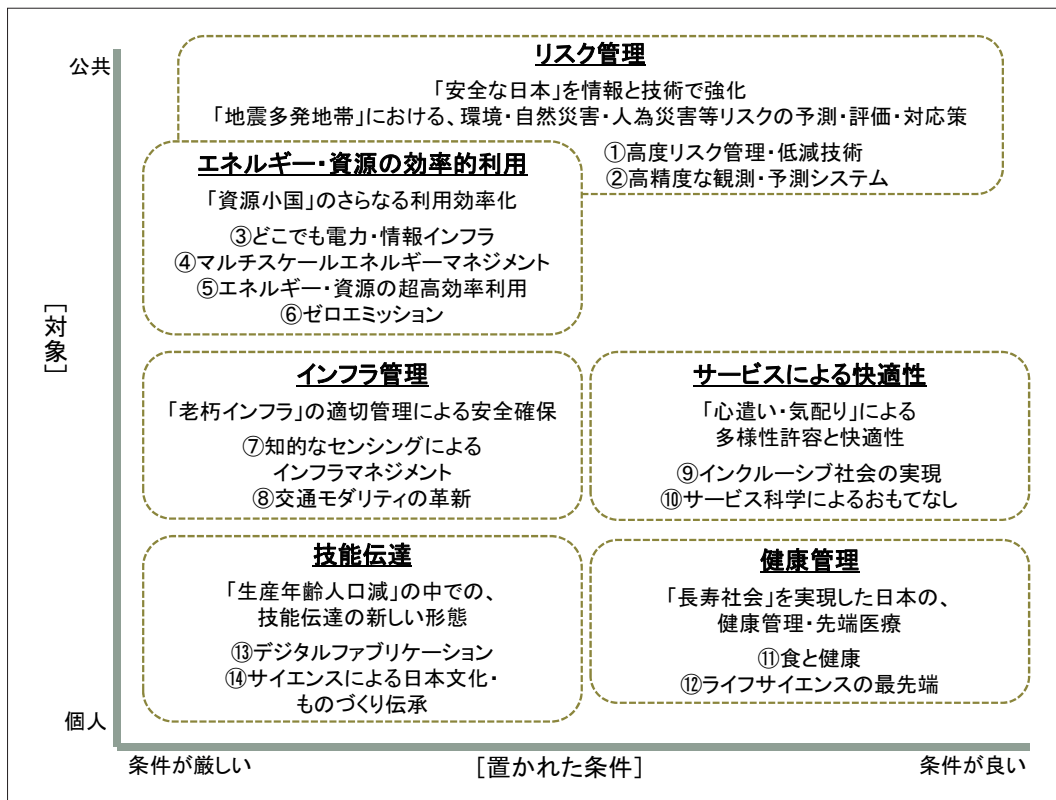 公共
リスク管理
「安全な日本」を情報と技術で強化
「地震多発地帯」における、環境・自然災害・人為災害等リスクの予測・評価・対応策
①高度リスク管理・低減技術
②高精度な観測・予測システム
エネルギー・資源の効率的利用
「資源小国」のさらなる利用効率化
③どこでも電力・情報インフラ
④マルチスケールエネルギーマネジメント
⑤エネルギー・資源の超高効率利用
⑥ゼロエミッション
[対象]
インフラ管理
「老朽インフラ」の適切管理による安全確保
⑦知的なセンシングによる
インフラマネジメント
⑧交通モダリティの革新
サービスによる快適性
「心遣い・気配り」による
多様性許容と快適性
⑨インクルーシブ社会の実現
⑩サービス科学によるおもてなし
技能伝達
「生産年齢人口減」の中での、
技能伝達の新しい形態
⑬デジタルファブリケーション
⑭サイエンスによる日本文化・
ものづくり伝承
健康管理
「長寿社会」を実現した日本の、
健康管理・先端医療
⑪食と健康
⑫ライフサイエンスの最先端
個人
条件が厳しい
[置かれた条件]
条件が良い